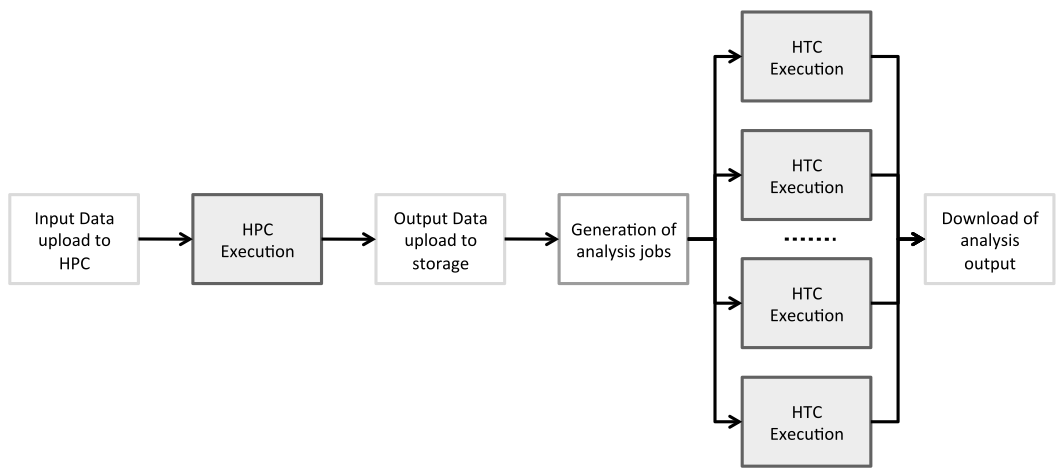 Input Data
upload to
HPC
HPC
Execution
Output Data
upload to
storage
Generation of
analysis jobs
HTC
Execution
HTC
Execution
........
HTC
Execution
HTC
Execution
Download of
analysis
output